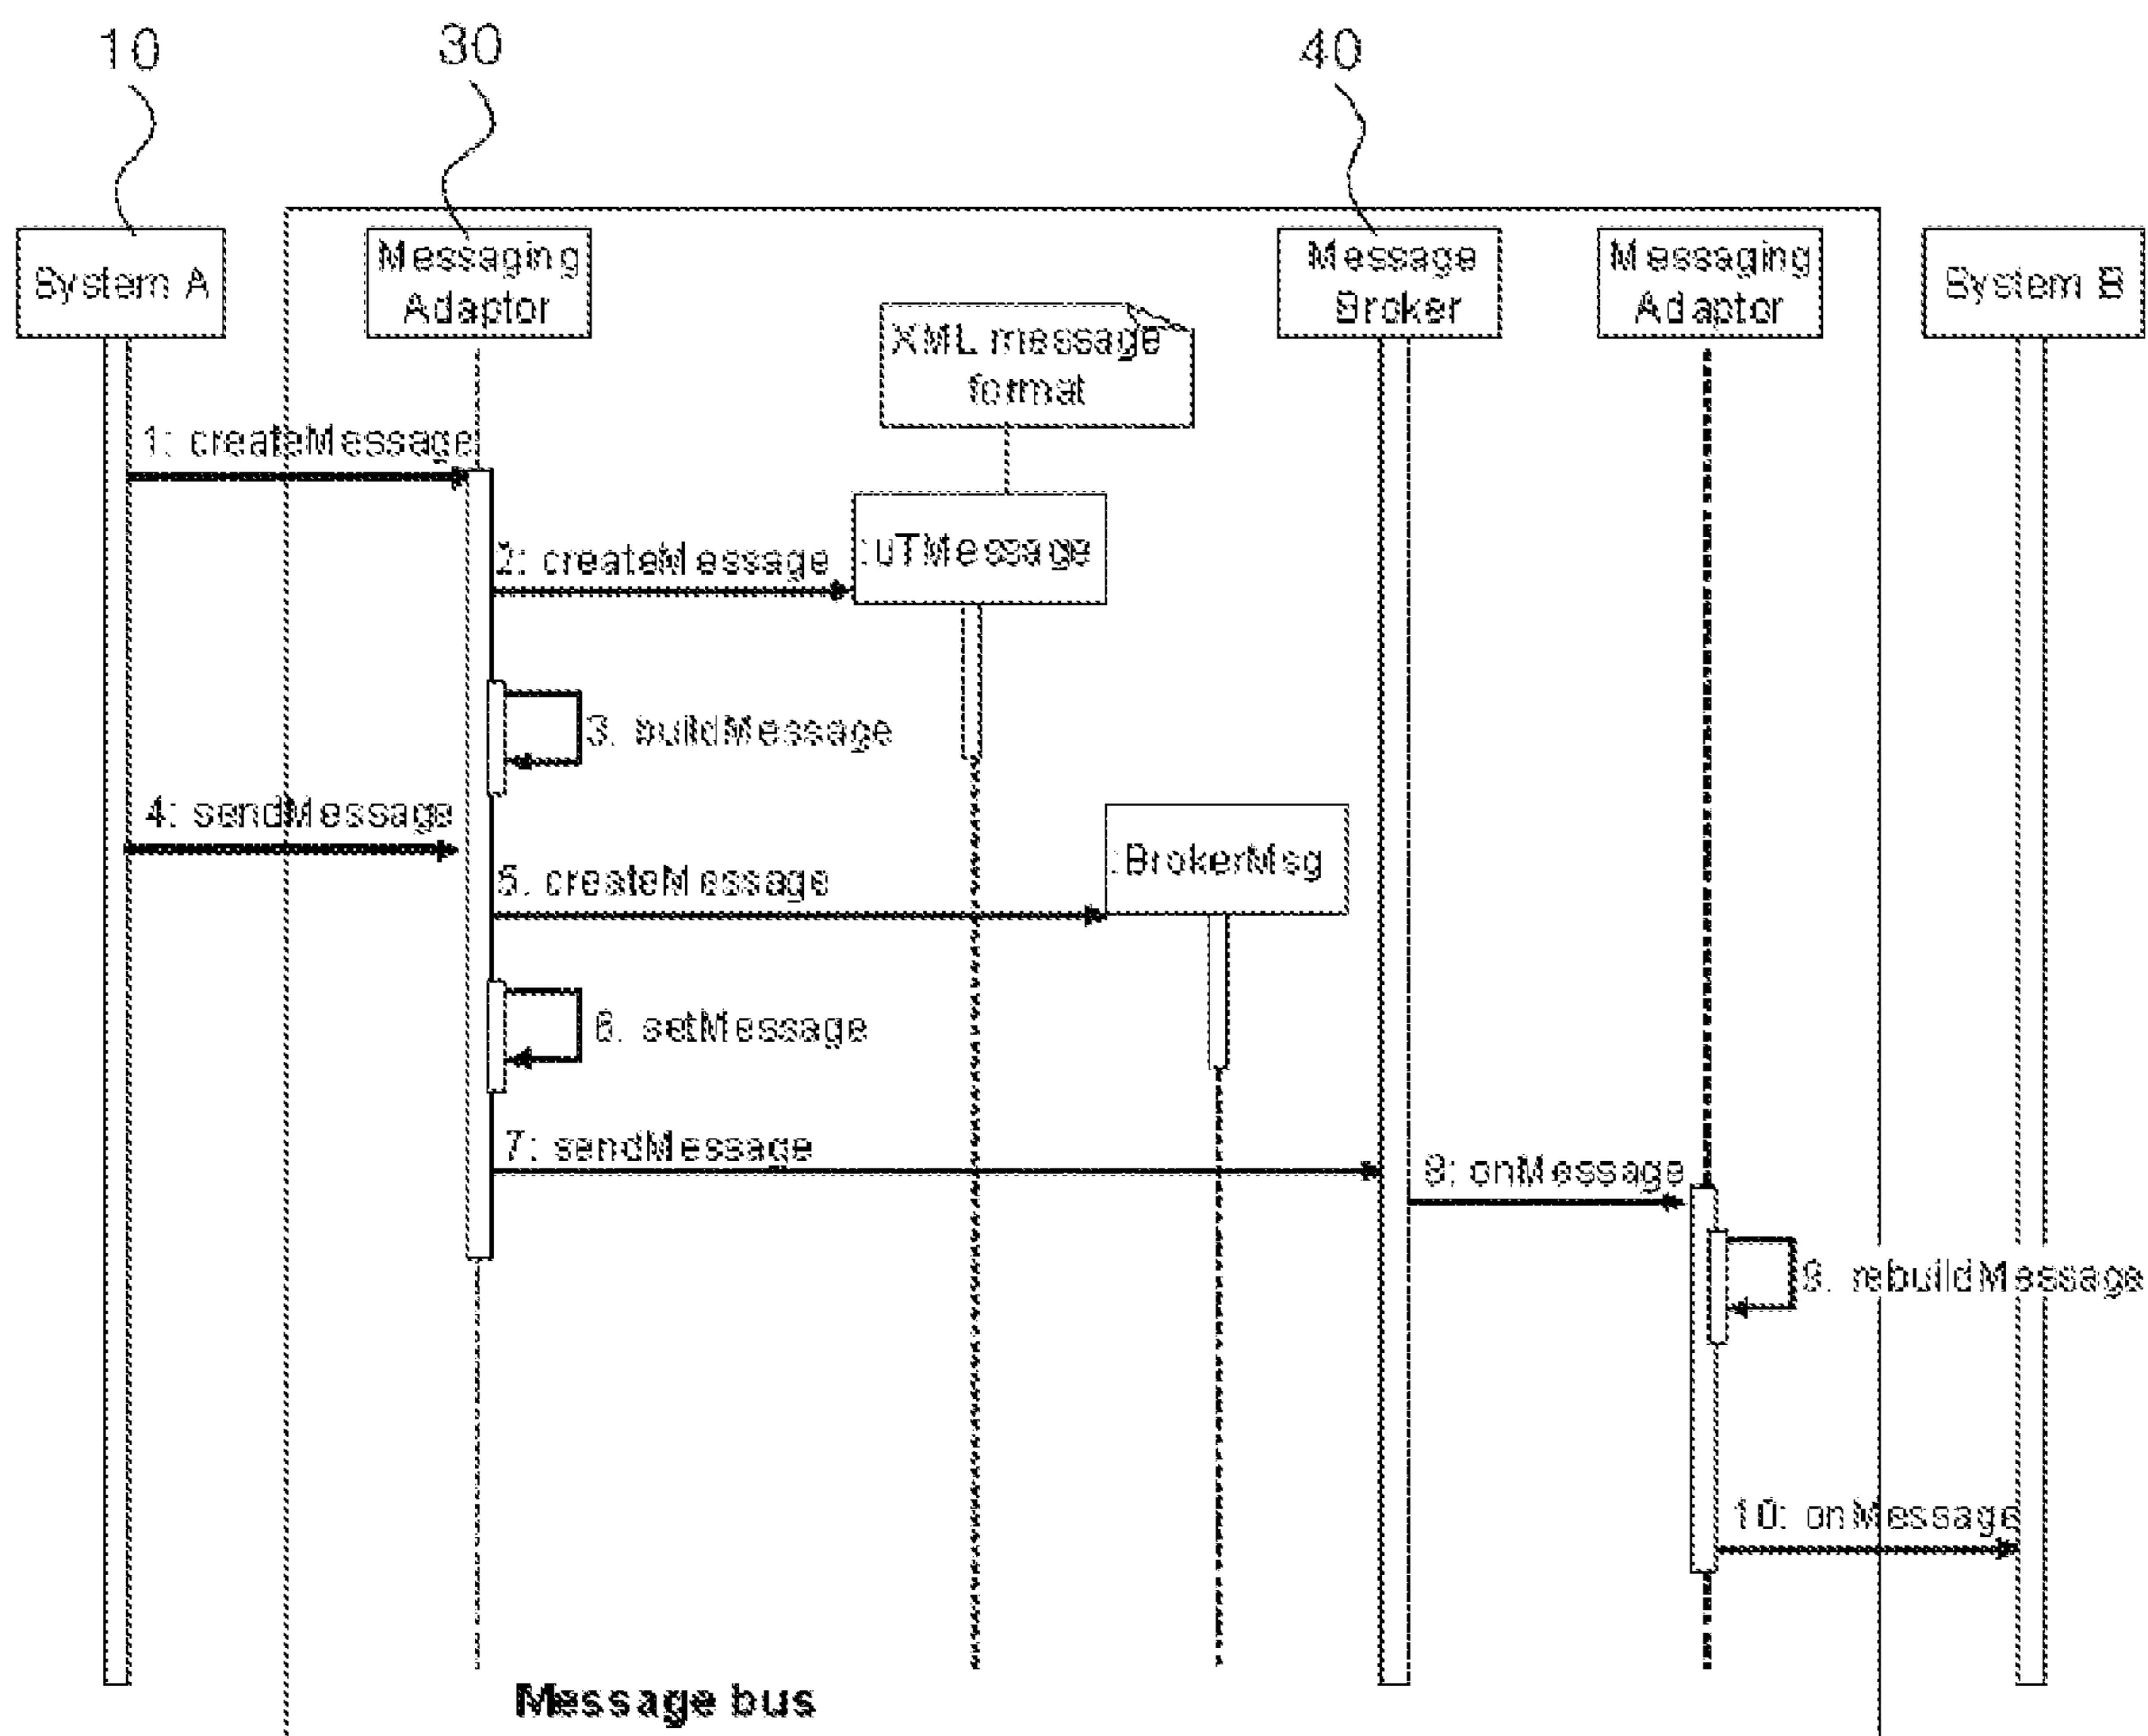 10
30
40
System A
Messaging
Adaptor
Message
Broker
Messaging
Adaptor
System B
XML message
format
1: createMessage
:uTMessage
2: createMessage
3. buildMessage
4: sendMessage
:BrokerMsg
5. createMessage
6. setMessage
7: sendMessage
8: onMessage
9. rebuildMessage
10: onMessage
Message bus